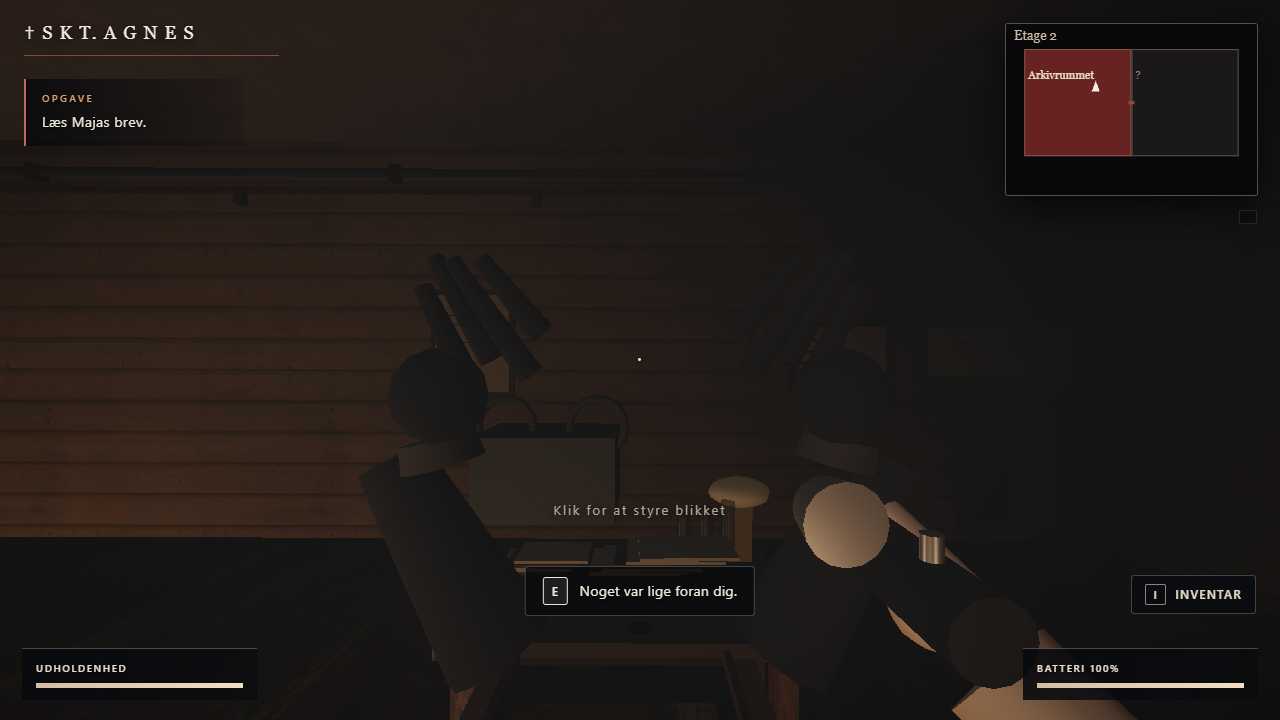 † SKT. AGNES
Etage 2
Arkivrummet
?
OPGAVE
Læs Majas brev.
Klik for at styre blikket
E Noget var lige foran dig.
I INVENTAR
UDHOLDENHED
BATTERI 100%